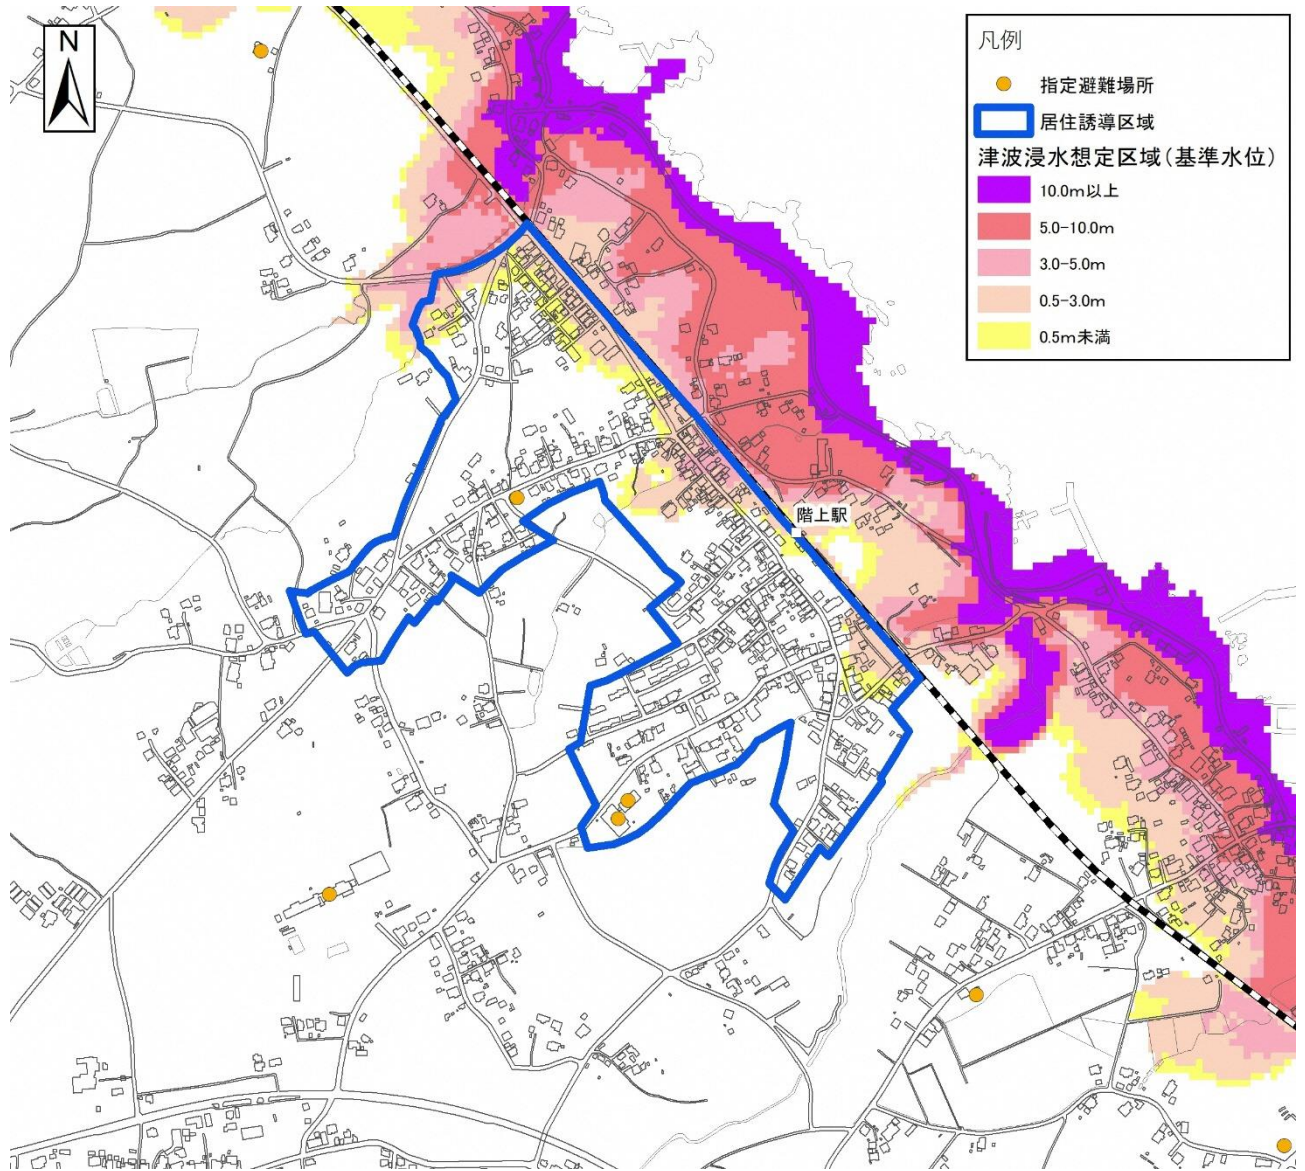 N
凡例
指定避難場所
居住誘導区域
津波浸水想定区域(基準水位)
10.0m以上
5.0-10.0m
3.0-5.0m
0.5-3.0m
0.5m未満
階上駅